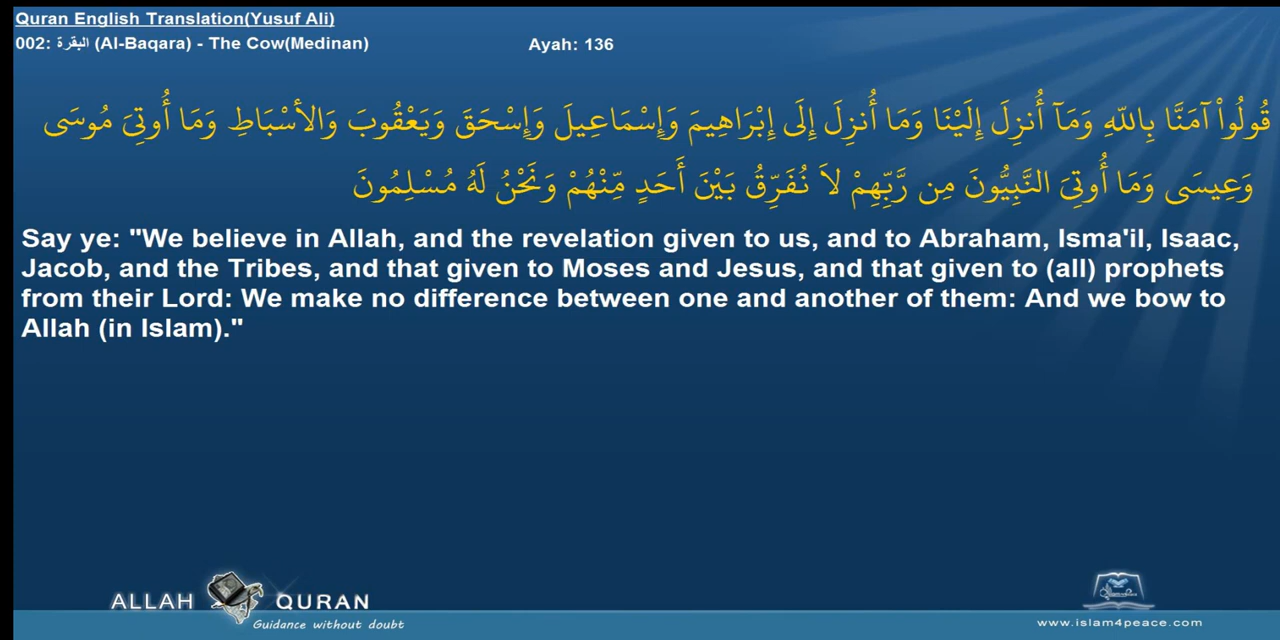 Quran English Translation(Yusuf Ali)
002: البقرة (Al-Baqara) - The Cow(Medinan) Ayah: 136
قُولُواْ آمَنَّا بِاللّهِ وَمَآ أُنزِلَ إِلَيْنَا وَمَا أُنزِلَ إِلَى إِبْرَاهِيمَ وَإِسْمَاعِيلَ وَإِسْحَقَ وَيَعْقُوبَ وَالأسْبَاطِ وَمَا أُوتِيَ مُوسَى
وَعِيسَى وَمَا أُوتِيَ النَّبِيُّونَ مِن رَّبِّهِمْ لاَ نُفَرِّقُ بَيْنَ أَحَدٍ مِّنْهُمْ وَنَحْنُ لَهُ مُسْلِمُونَ
Say ye: "We believe in Allah, and the revelation given to us, and to Abraham, Isma'il, Isaac,
Jacob, and the Tribes, and that given to Moses and Jesus, and that given to (all) prophets
from their Lord: We make no difference between one and another of them: And we bow to
Allah (in Islam)."
ALLAH QURAN
Guidance without doubt
www.islam4peace.com